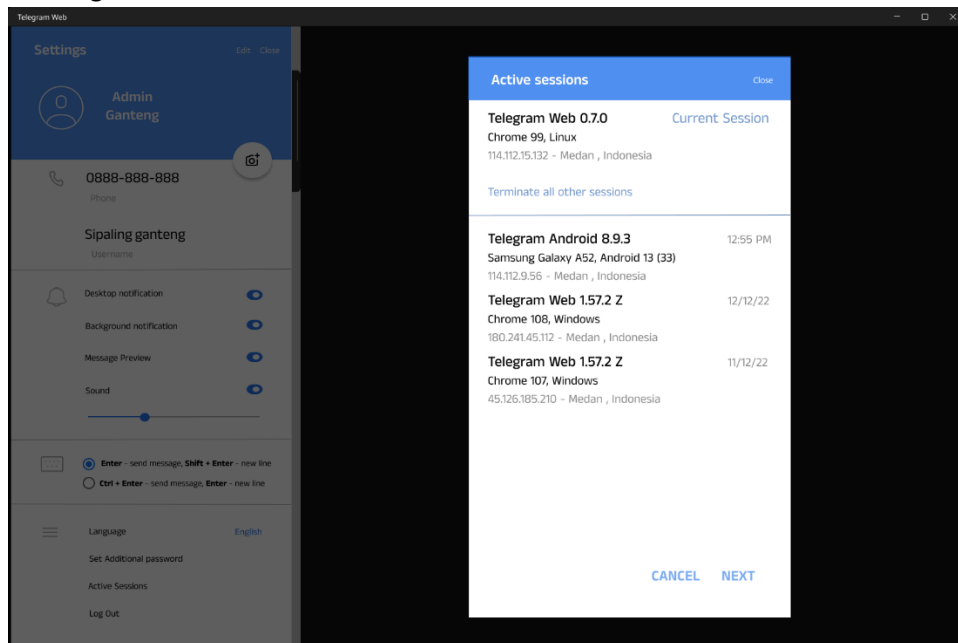 Telegram Web
Settings
Edit Close
Admin
Ganteng
0888-888-888
Phone
Sipaling ganteng
Username
Desktop notification
Background notification
Message Preview
Sound
Enter - send message, Shift + Enter - new line
Ctrl + Enter - send message, Enter - new line
Language English
Set Additional password
Active Sessions
Log Out
Active sessions Close
Telegram Web 0.7.0 Current Session
Chrome 99, Linux
114.112.15.132 - Medan , Indonesia
Terminate all other sessions
Telegram Android 8.9.3 12:55 PM
Samsung Galaxy A52, Android 13 (33)
114.112.9.56 - Medan , Indonesia
Telegram Web 1.57.2 Z 12/12/22
Chrome 108, Windows
180.241.45.112 - Medan , Indonesia
Telegram Web 1.57.2 Z 11/12/22
Chrome 107, Windows
45.126.185.210 - Medan , Indonesia
CANCEL NEXT